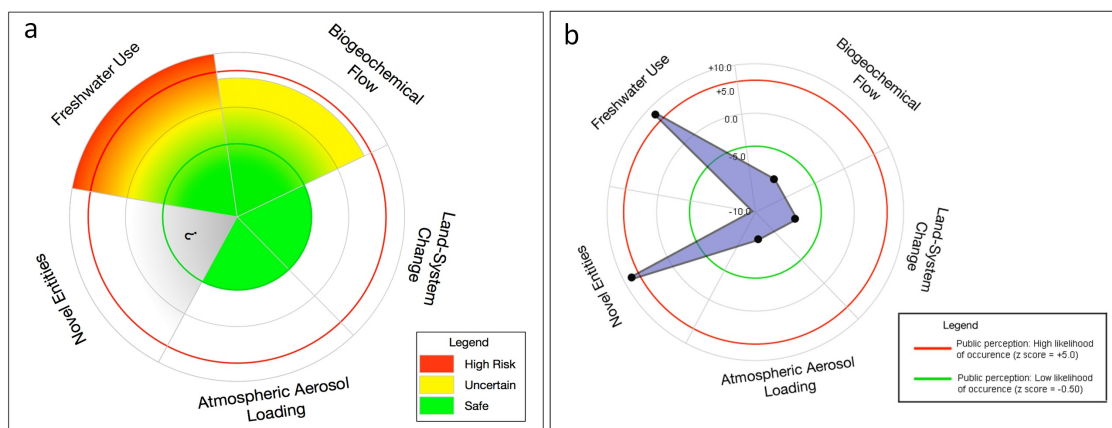 a
Freshwater Use
Biogeochemical
Flow
Land-System
Change
Atmospheric Aerosol
Loading
Novel Entities
?
Legend
High Risk
Uncertain
Safe
b
Freshwater Use
Biogeochemical
Flow
Land-System
Change
Atmospheric Aerosol
Loading
Novel Entities
+10.0
+5.0
0.0
-5.0
-10.0
Legend
Public perception: High likelihood
of occurence (z score = +5.0)
Public perception: Low likelihood
of occurence (z score = -0.50)